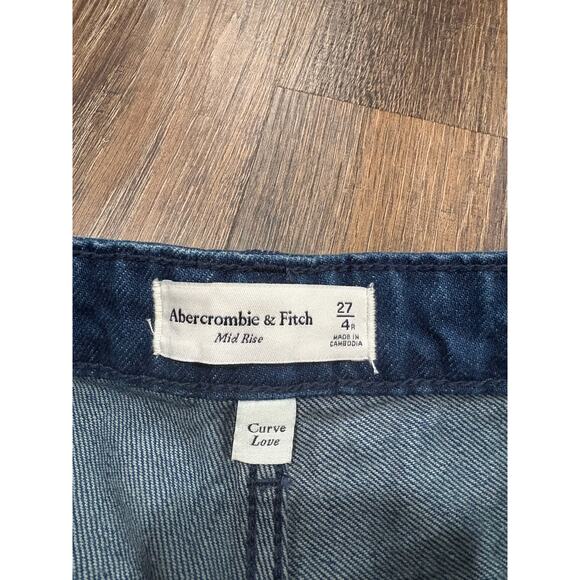 Abercrombie & Fitch
Mid Rise
27
4R
MADE IN
CAMBODIA
Curve
Love